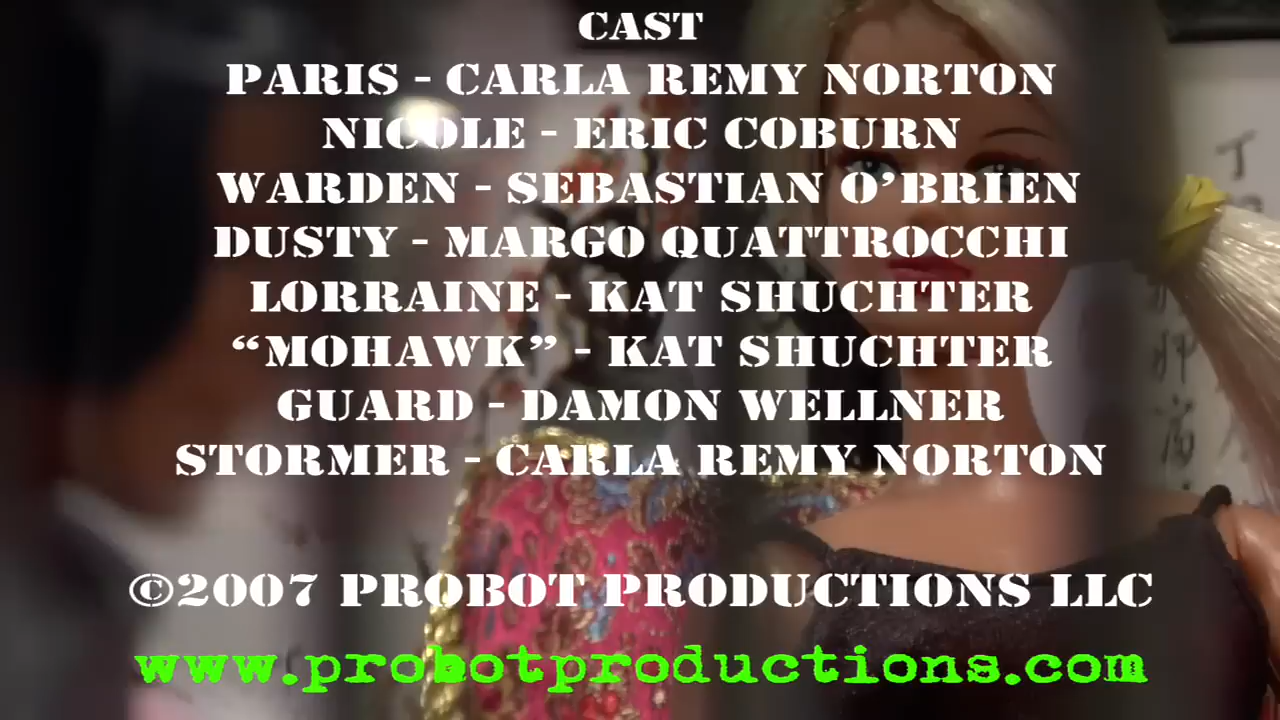 CAST
PARIS - CARLA REMY NORTON
NICOLE - ERIC COBURN
WARDEN - SEBASTIAN O’BRIEN
DUSTY - MARGO QUATTROCCHI
LORRAINE - KAT SHUCHTER
“MOHAWK” - KAT SHUCHTER
GUARD - DAMON WELLNER
STORMER - CARLA REMY NORTON
©2007 PROBOT PRODUCTIONS LLC
www.probotproductions.com